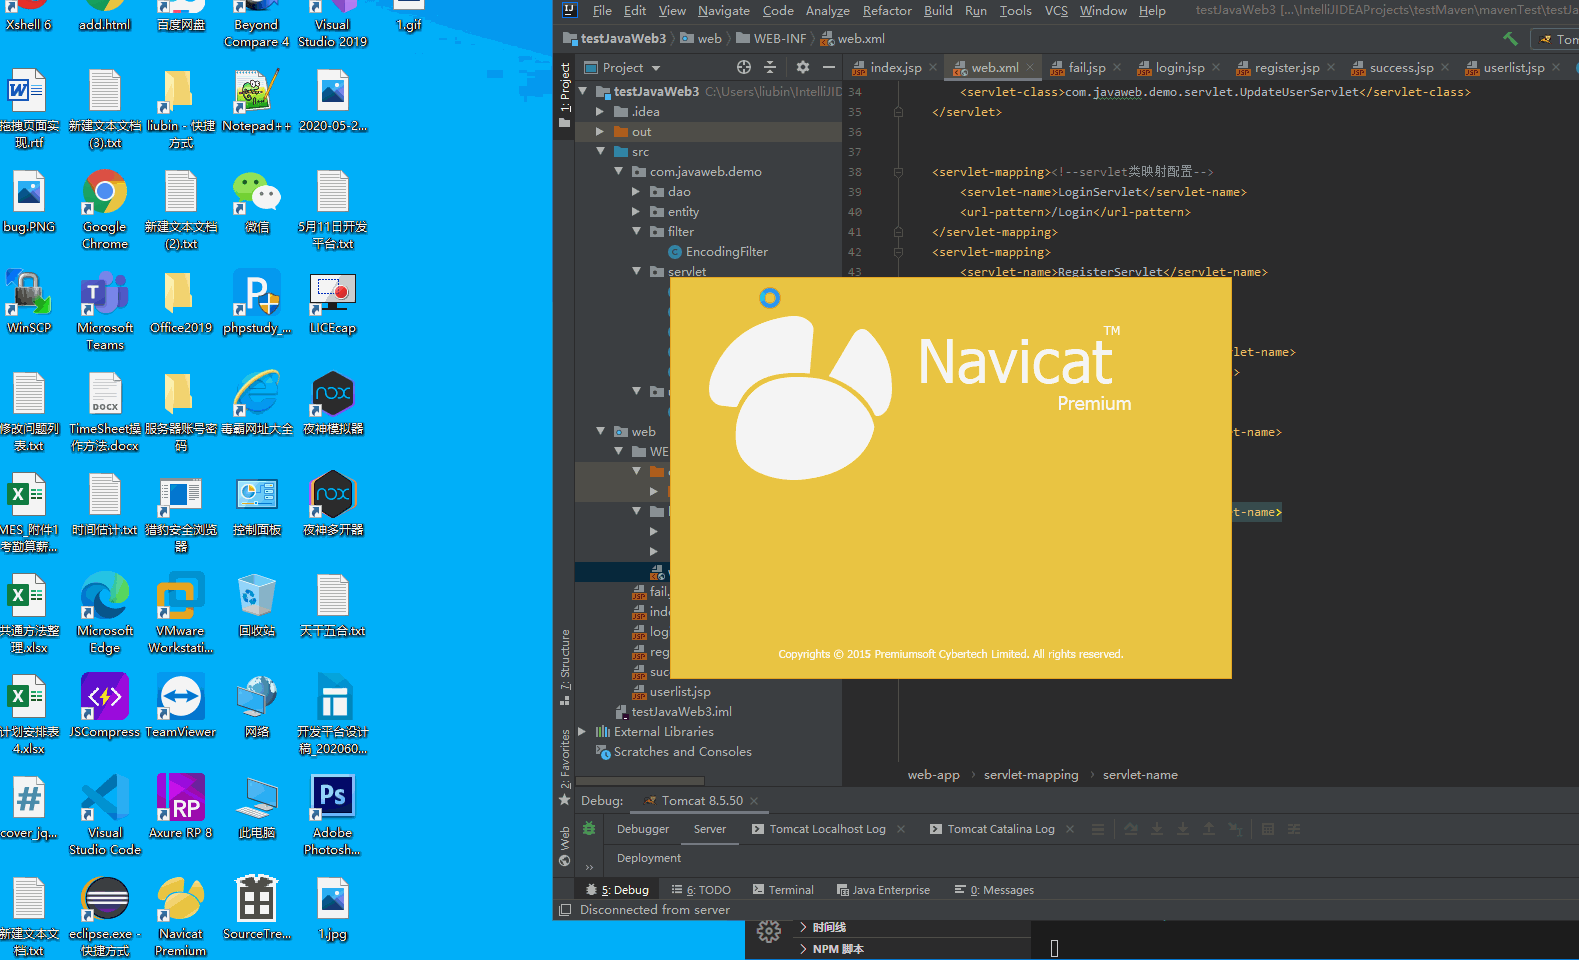 Xshell 6
add.html
百度网盘
Beyond
Compare 4
Visual
Studio 2019
1.gif
拖拽页面实
现.rtf
新建文本文档
(3).txt
liubin - 快捷
方式
Notepad++
2020-05-2...
bug.PNG
Google
Chrome
新建文本文档
(2).txt
微信
5月11日开发
平台.txt
WinSCP
Microsoft
Teams
Office2019
phpstudy_...
LICEcap
修改问题列
表.txt
TimeSheet操
作方法.docx
服务器账号密
码
毒霸网址大全
夜神模拟器
MES_附件1
考勤算薪...
时间估计.txt
猎豹安全浏览
器
控制面板
夜神多开器
共通方法整
理.xlsx
Microsoft
Edge
VMware
Workstati...
回收站
天干五合.txt
计划安排表
4.xlsx
JSCompress
TeamViewer
网络
开发平台设计
稿_202060...
cover_jq...
Visual
Studio Code
Axure RP 8
此电脑
Adobe
Photosh...
新建文本文
档.txt
eclipse.exe -
快捷方式
Navicat
Premium
SourceTre...
1.jpg
File Edit View Navigate Code Analyze Refactor Build Run Tools VCS Window Help testJavaWeb3 [...\IntelliJIDEAProjects\testMaven\mavenTest\testJa
testJavaWeb3 web WEB-INF web.xml Tom
1: Project
Project
index.jsp web.xml fail.jsp login.jsp register.jsp success.jsp userlist.jsp
testJavaWeb3 C:\Users\liubin\IntelliJID
.idea
out
src
com.javaweb.demo
dao
entity
filter
EncodingFilter
servlet
web
WE
fail.
inde
log
reg
suc
userlist.jsp
testJavaWeb3.iml
External Libraries
Scratches and Consoles
34 <servlet-class>com.javaweb.demo.servlet.UpdateUserServlet</servlet-class>
35 </servlet>
36
37
38 <servlet-mapping><!--servlet类映射配置-->
39 <servlet-name>LoginServlet</servlet-name>
40 <url-pattern>/Login</url-pattern>
41 </servlet-mapping>
42 <servlet-mapping>
43 <servlet-name>RegisterServlet</servlet-name>
let-name>
>
t-name>
t-name>
Navicat
TM
Premium
Copyrights © 2015 Premiumsoft Cybertech Limited. All rights reserved.
7: Structure
2: Favorites
Web
web-app › servlet-mapping › servlet-name
Debug: Tomcat 8.5.50
Debugger Server Tomcat Localhost Log Tomcat Catalina Log
Deployment
5: Debug 6: TODO Terminal Java Enterprise 0: Messages
Disconnected from server
时间线
NPM 脚本